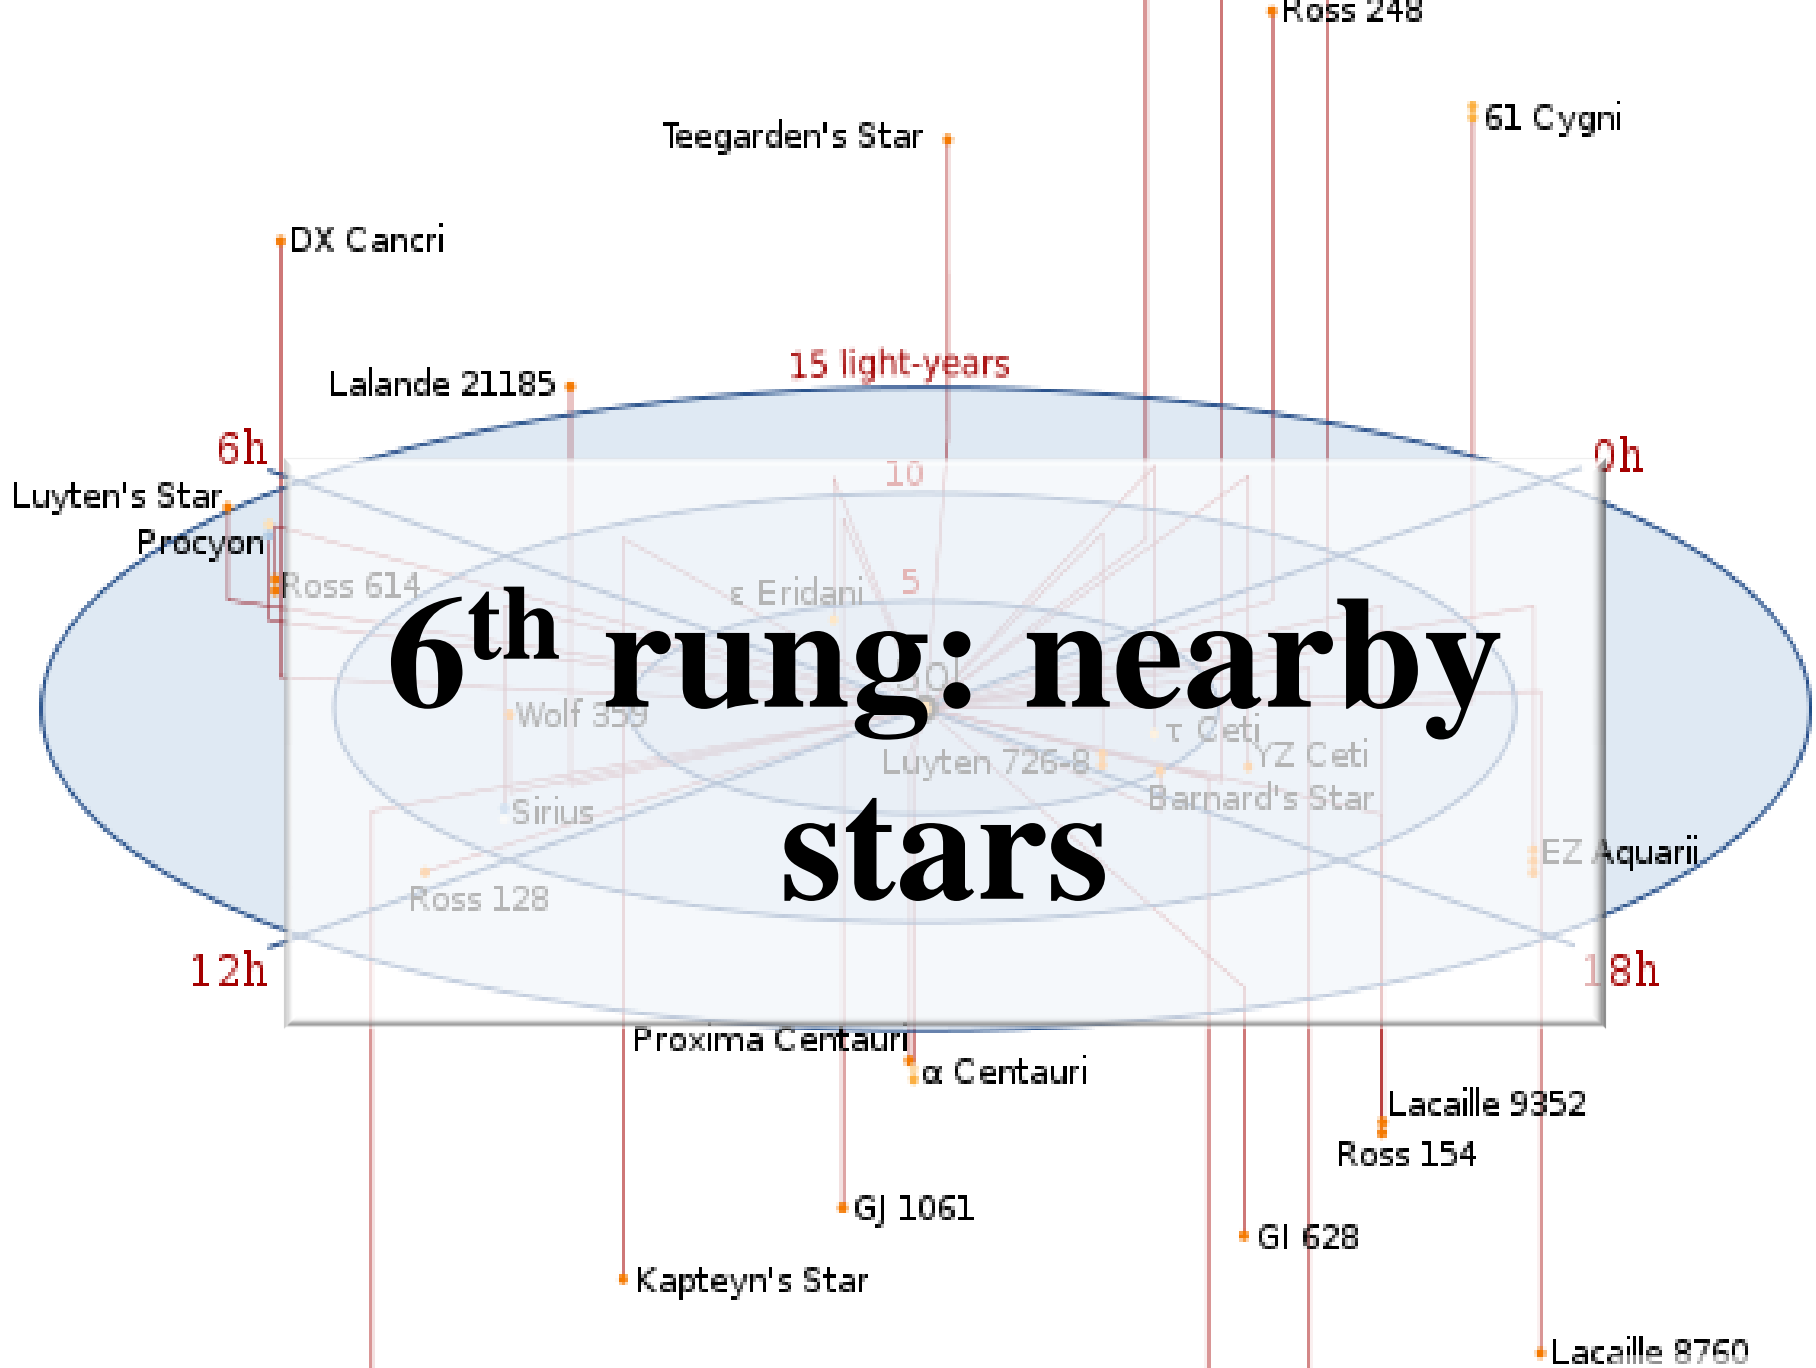 Ross 248
61 Cygni
Teegarden's Star
DX Cancri
15 light-years
Lalande 21185
6h
0h
10
Luyten's Star
Procyon
5
Ross 614
ε Eridani
6th rung: nearby
stars
Sol
Wolf 359
τ Ceti
YZ Ceti
Luyten 726-8
Barnard's Star
Sirius
EZ Aquarii
Ross 128
12h
18h
Proxima Centauri
α Centauri
Lacaille 9352
Ross 154
GJ 1061
Gl 628
Kapteyn's Star
Lacaille 8760